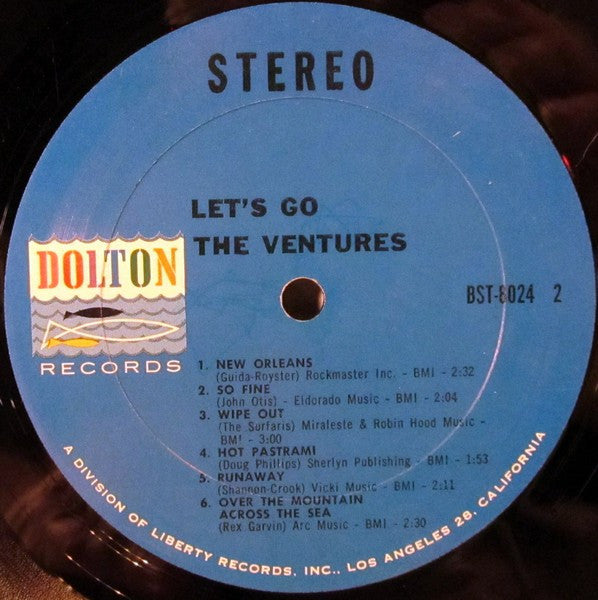 STEREO
LET'S GO
THE VENTURES
DOLTON
RECORDS
BST-8024 2
1. NEW ORLEANS
(Guida-Royster) Rockmaster Inc. - BMI - 2:32
2. SO FINE
(John Otis) - Eldorado Music - BMI - 2:04
3. WIPE OUT
(The Surfaris) Miraleste & Robin Hood Music -
BMI - 3:00
4. HOT PASTRAMI
(Doug Phillips) Sherlyn Publishing - BMI - 1:53
5. RUNAWAY
(Shannon-Crook) Vicki Music - BMI - 2:11
6. OVER THE MOUNTAIN
ACROSS THE SEA
(Rex Garvin) Arc Music - BMI - 2:30
A DIVISION OF LIBERTY RECORDS, INC., LOS ANGELES 28, CALIFORNIA